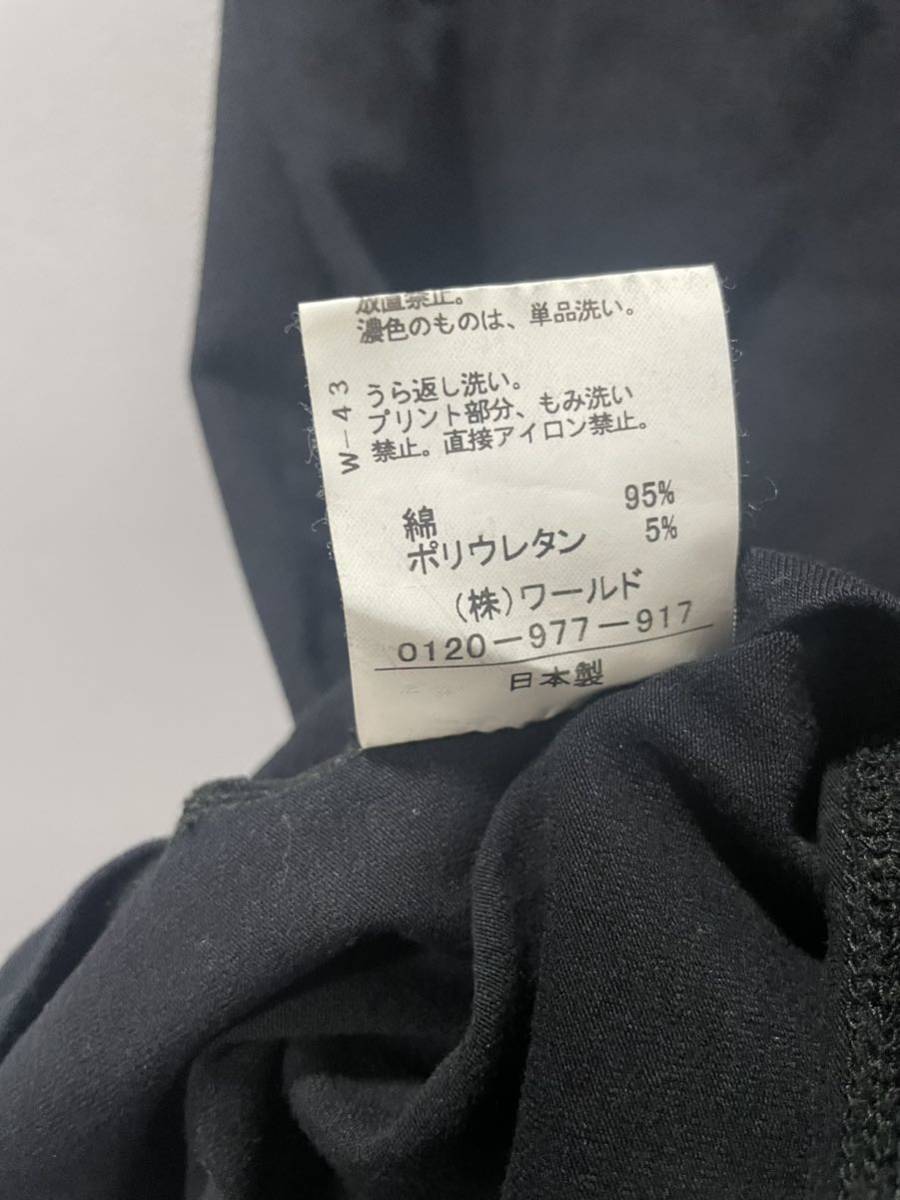 放置禁止。
濃色のものは、単品洗い。
うら返し洗い。
プリント部分、もみ洗い
禁止。直接アイロン禁止。
W-43
綿 95%
ポリウレタン 5%
(株)ワールド
0120-977-917
日本製